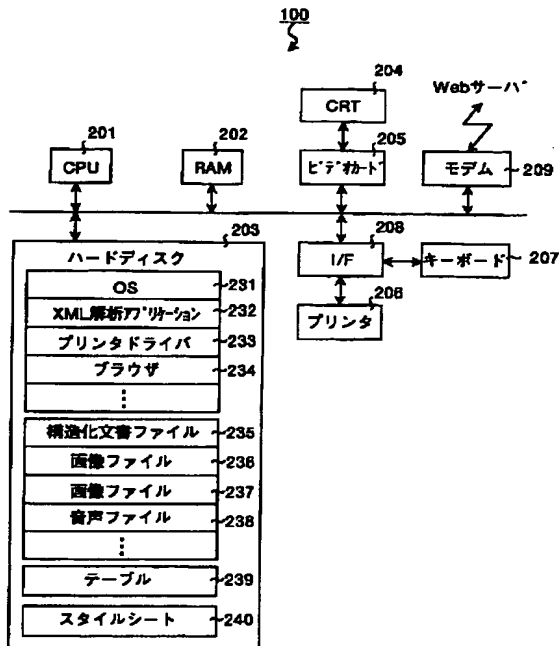 100
204
CRT
Webサーバ
201
CPU
202
RAM
205
ビデオカード
モデム
209
203
ハードディスク
OS
231
XML解析アプリケーション
232
プリンタドライバ
233
ブラウザ
234
⋮
構造化文書ファイル
235
画像ファイル
236
画像ファイル
237
音声ファイル
238
⋮
テーブル
239
スタイルシート
240
208
I/F
キーボード
207
プリンタ
206